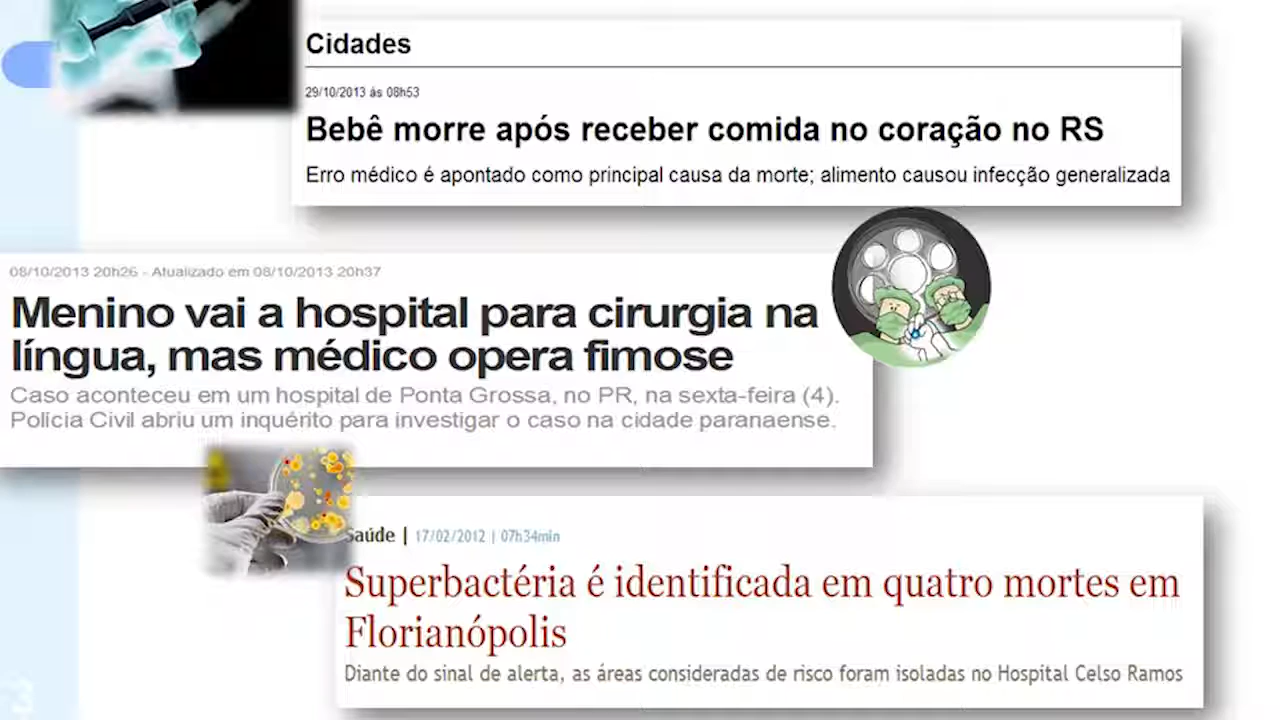 Cidades
29/10/2013 às 08h53
Bebê morre após receber comida no coração no RS
Erro médico é apontado como principal causa da morte; alimento causou infecção generalizada
08/10/2013 20h26 - Atualizado em 08/10/2013 20h37
Menino vai a hospital para cirurgia na
língua, mas médico opera fimose
Caso aconteceu em um hospital de Ponta Grossa, no PR, na sexta-feira (4).
Polícia Civil abriu um inquérito para investigar o caso na cidade paranaense.
Saúde | 17/02/2012 | 07h34min
Superbactéria é identificada em quatro mortes em
Florianópolis
Diante do sinal de alerta, as áreas consideradas de risco foram isoladas no Hospital Celso Ramos